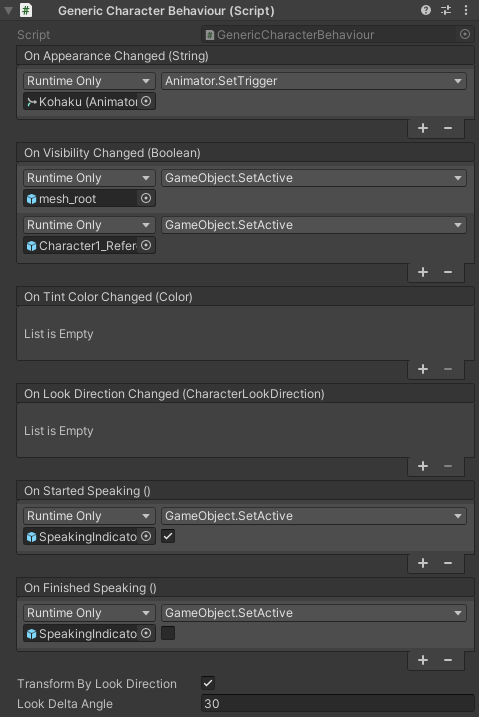 Generic Character Behaviour (Script)
Script GenericCharacterBehaviour
On Appearance Changed (String)
Runtime Only Animator.SetTrigger
Kohaku (Animator
On Visibility Changed (Boolean)
Runtime Only GameObject.SetActive
mesh_root
Runtime Only GameObject.SetActive
Character1_Refer
On Tint Color Changed (Color)
List is Empty
On Look Direction Changed (CharacterLookDirection)
List is Empty
On Started Speaking ()
Runtime Only GameObject.SetActive
SpeakingIndicato
On Finished Speaking ()
Runtime Only GameObject.SetActive
SpeakingIndicato
Transform By Look Direction
Look Delta Angle 30